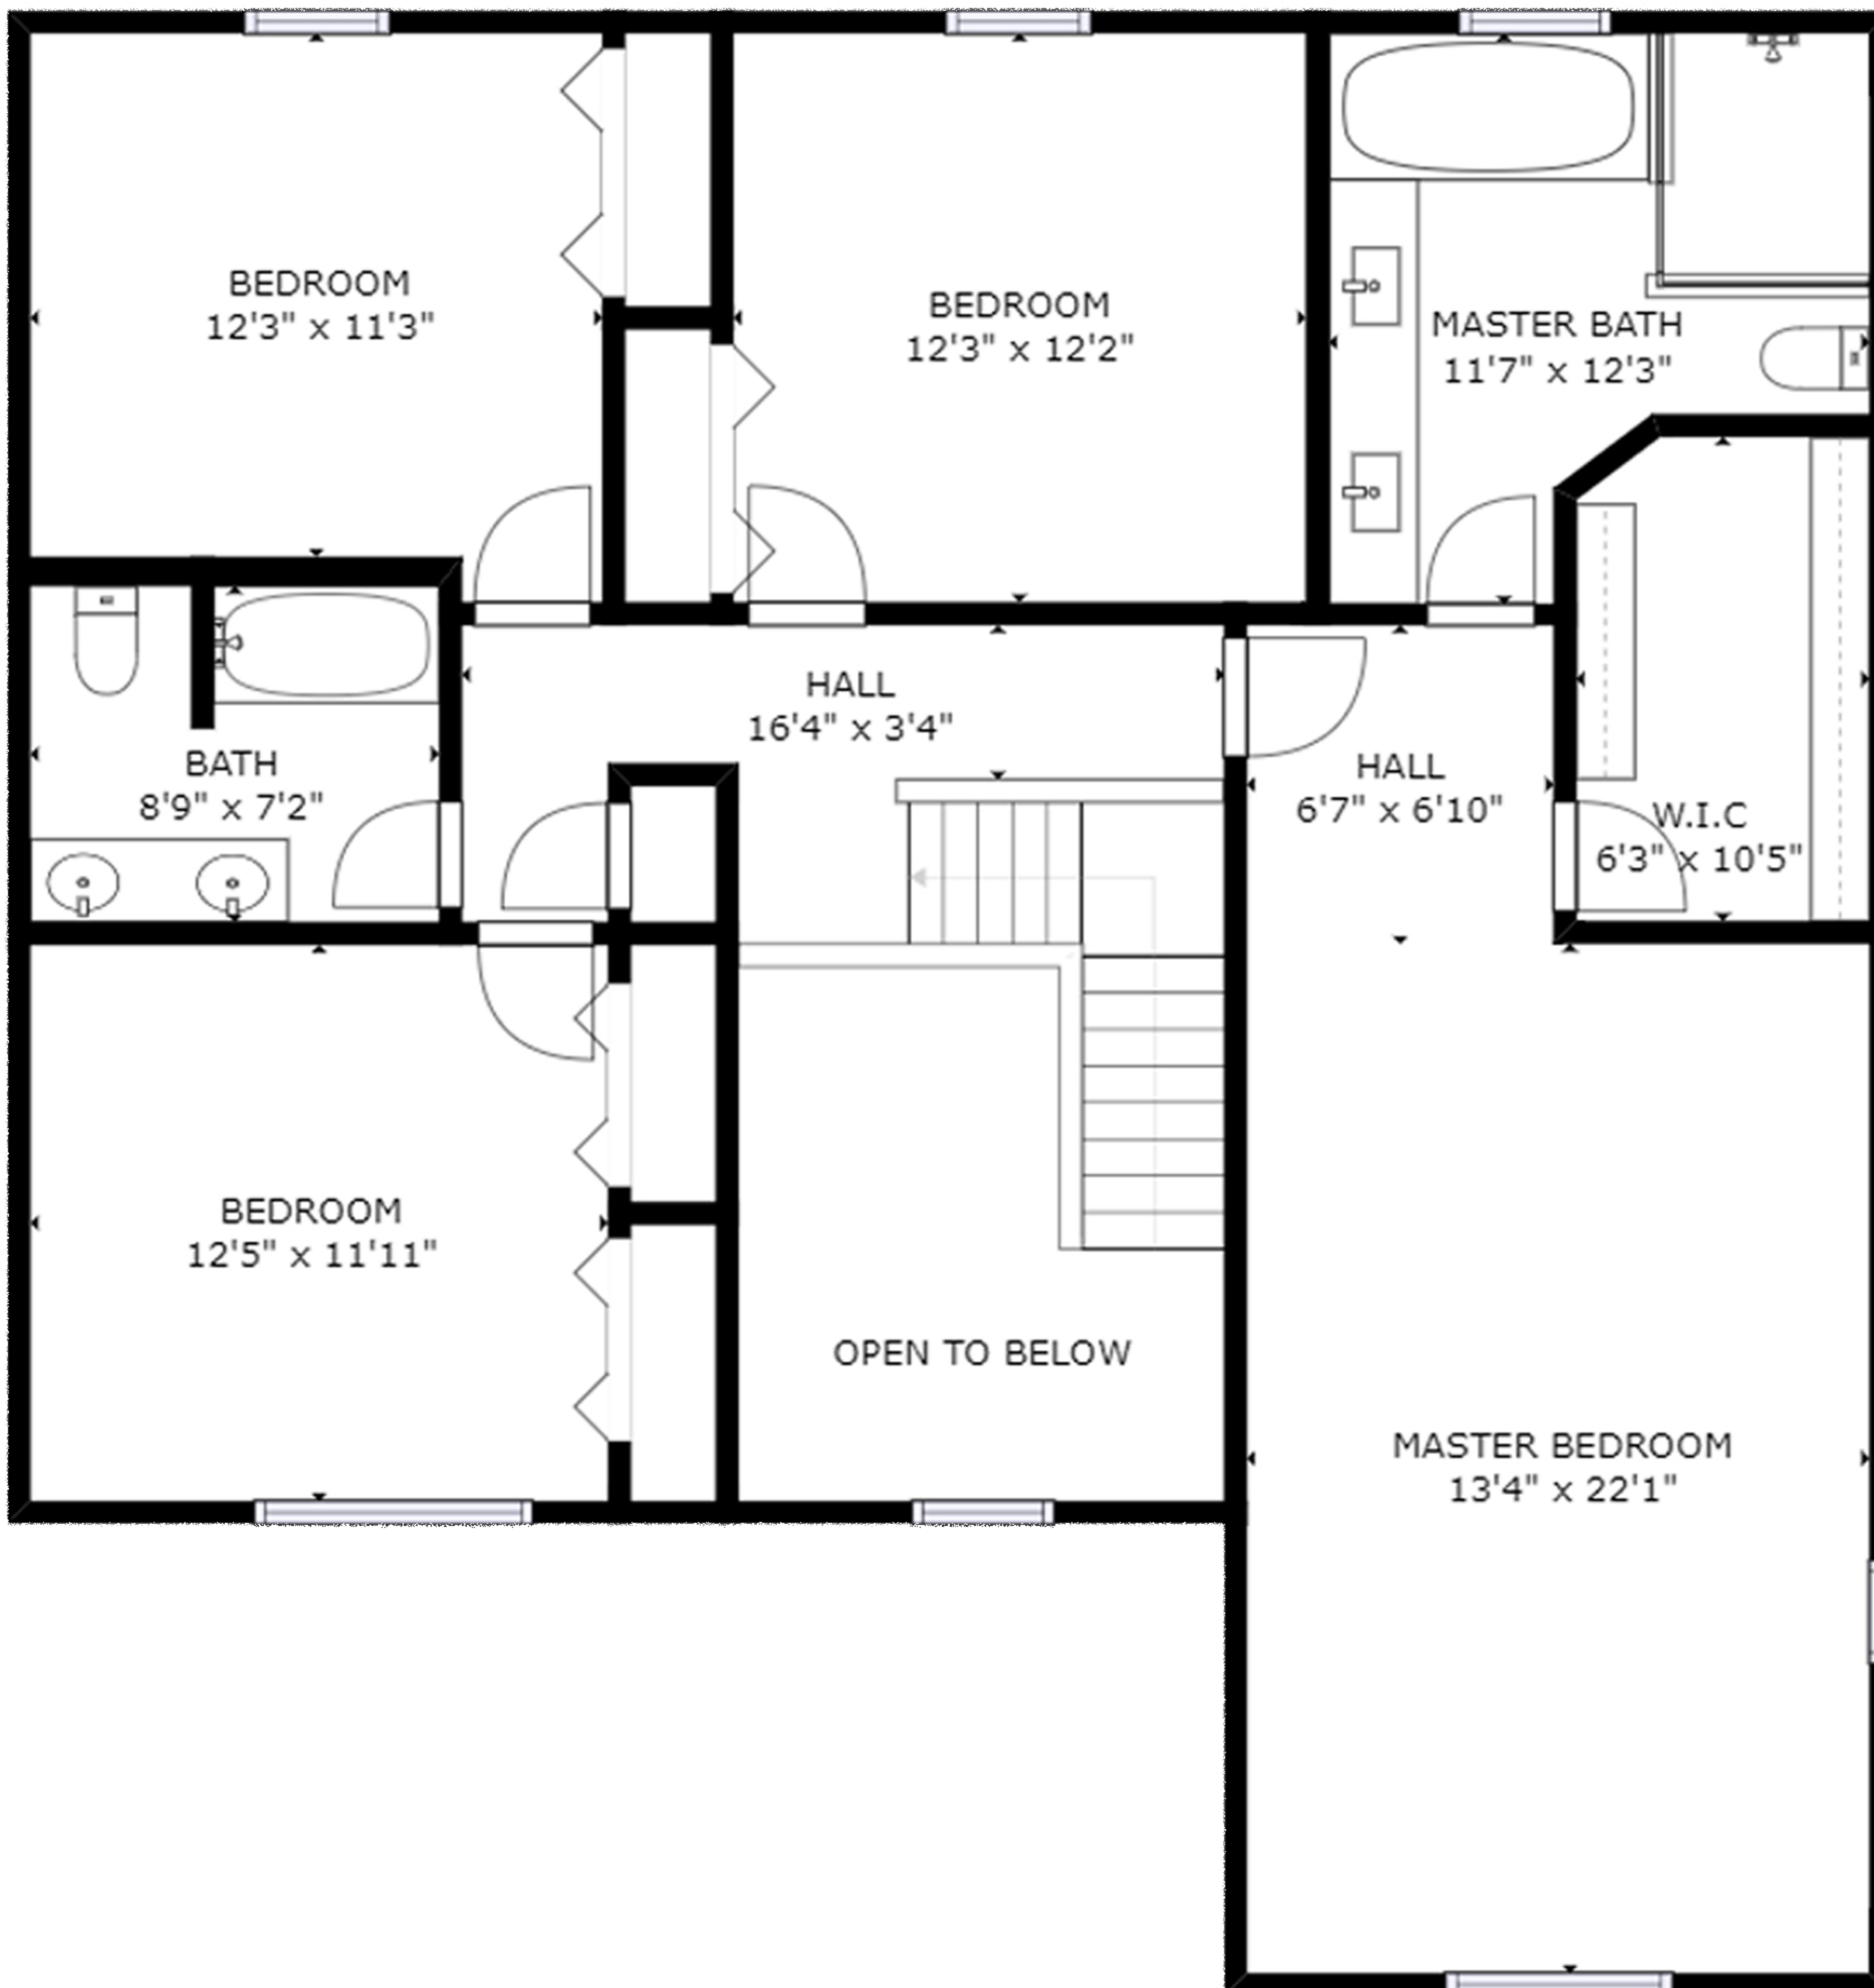 BEDROOM
12'3" x 11'3"
BEDROOM
12'3" x 12'2"
MASTER BATH
11'7" x 12'3"
HALL
16'4" x 3'4"
BATH
8'9" x 7'2"
HALL
6'7" x 6'10"
W.I.C
6'3" x 10'5"
BEDROOM
12'5" x 11'11"
OPEN TO BELOW
MASTER BEDROOM
13'4" x 22'1"